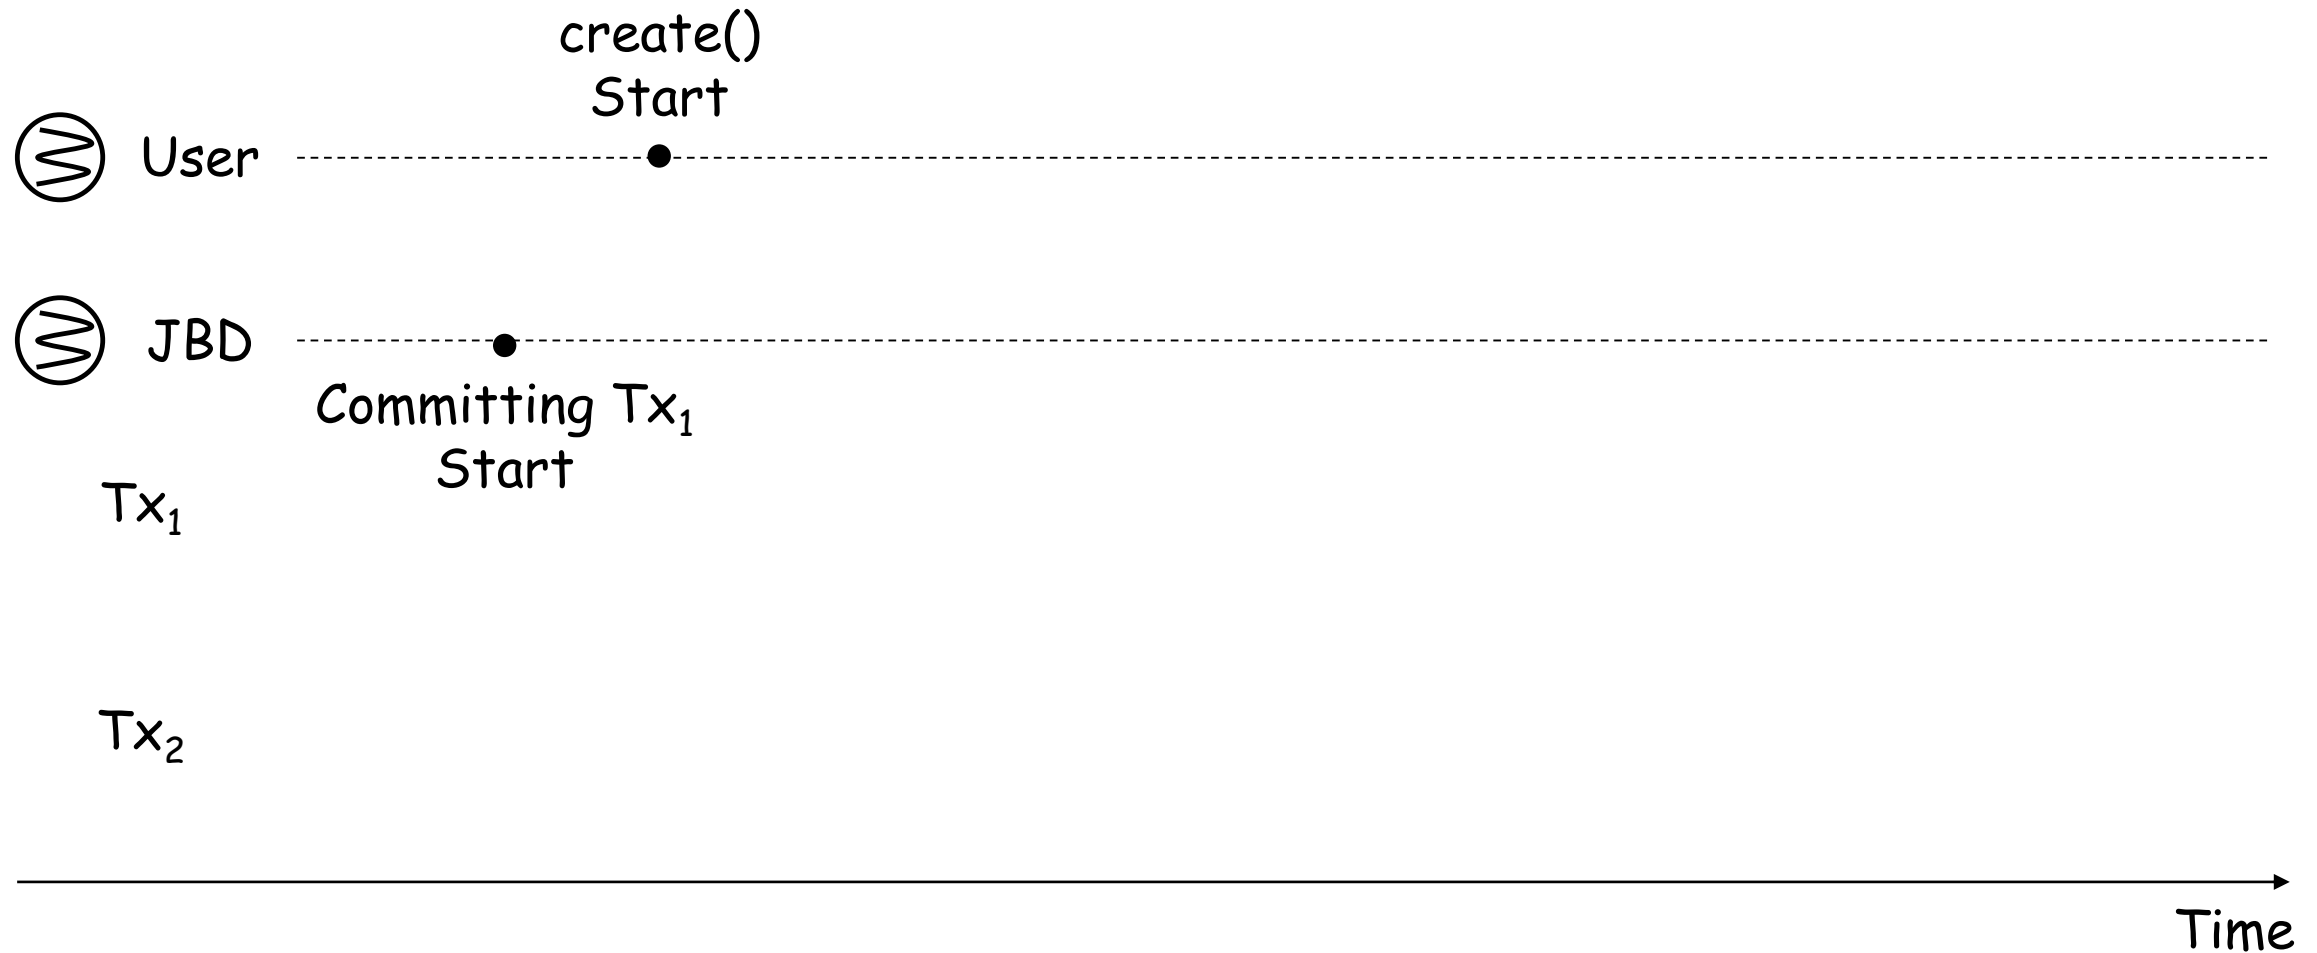 create()
Start
User
JBD
Committing Tx₁
Start
Tx₁
Tx₂
Time